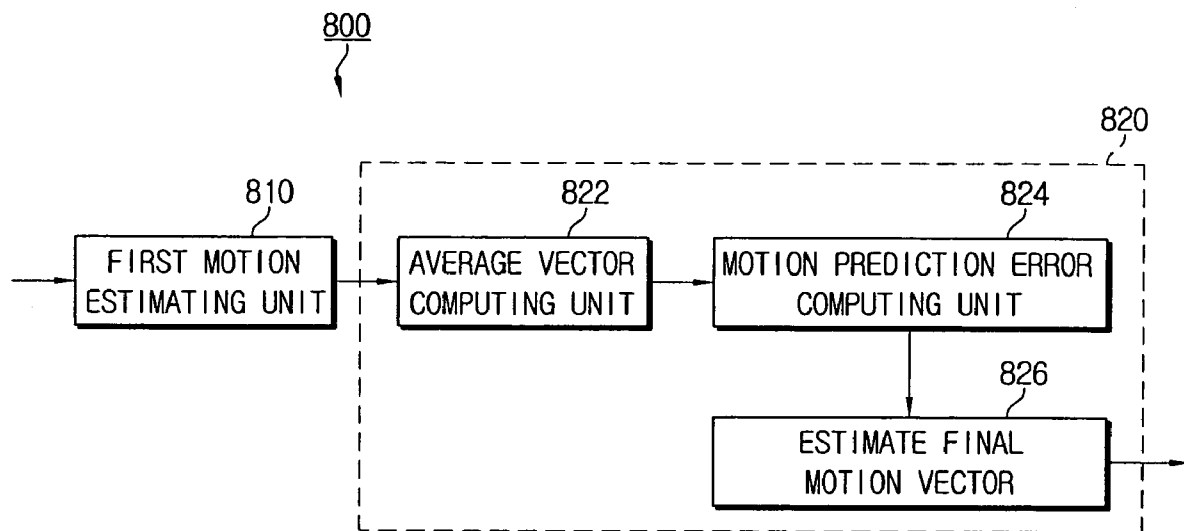 800
820
810
822
824
FIRST MOTION
ESTIMATING UNIT
AVERAGE VECTOR
COMPUTING UNIT
MOTION PREDICTION ERROR
COMPUTING UNIT
826
ESTIMATE FINAL
MOTION VECTOR